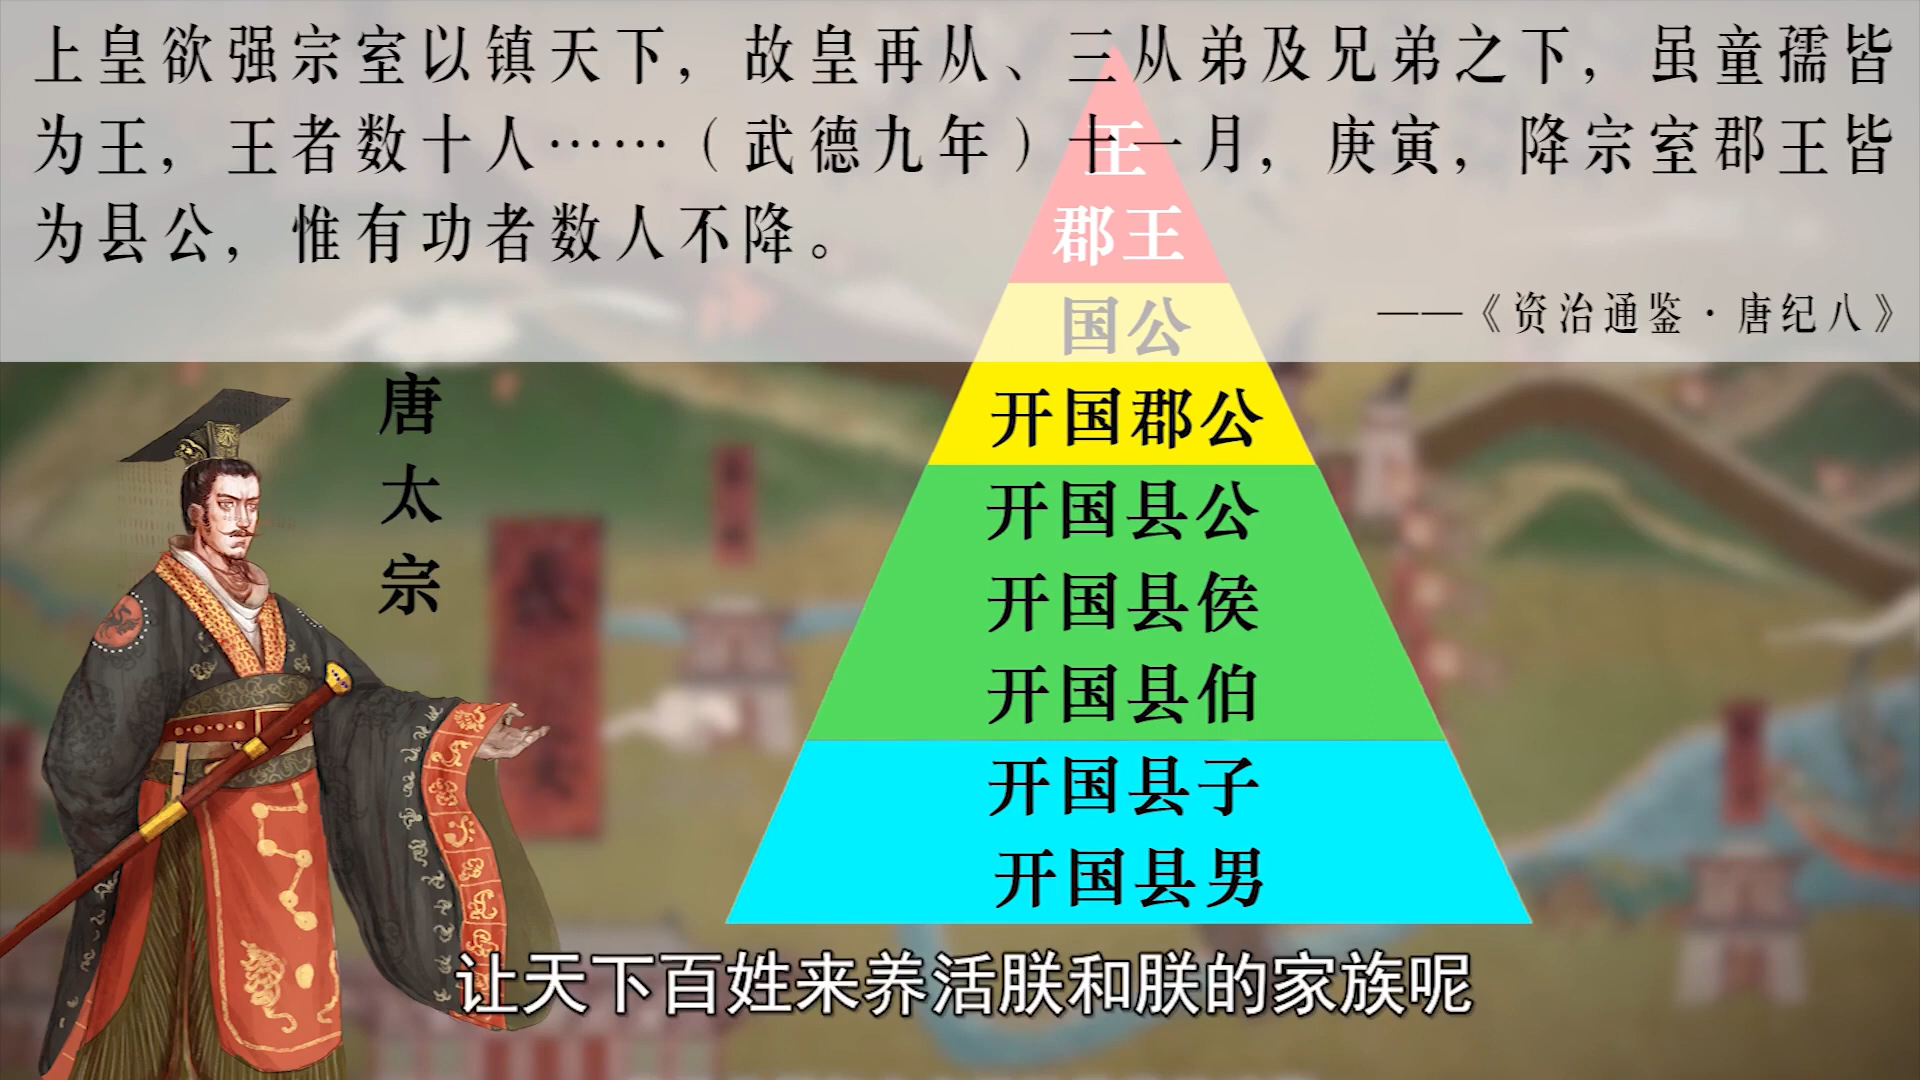 上皇欲强宗室以镇天下，故皇再从、三从弟及兄弟之下，虽童孺皆
为王，王者数十人……（武德九年）十一月，庚寅，降宗室郡王皆
为县公，惟有功者数人不降。
——《资治通鉴·唐纪八》
王
郡王
国公
开国郡公
开国县公
开国县侯
开国县伯
开国县子
开国县男
唐太宗
让天下百姓来养活朕和朕的家族呢